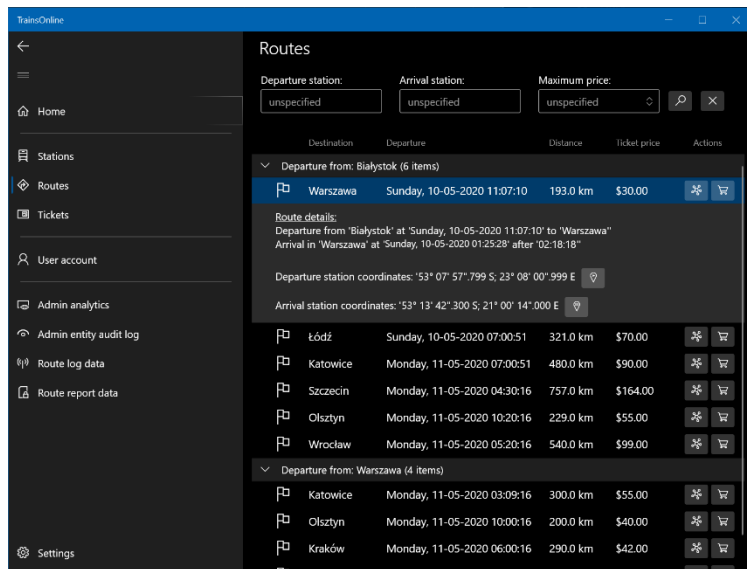 TrainsOnline
Home
Stations
Routes
Tickets
User account
Admin analytics
Admin entity audit log
Route log data
Route report data
Settings
Routes
Departure station: Arrival station: Maximum price:
unspecified unspecified unspecified
Destination Departure Distance Ticket price Actions
Departure from: Białystok (6 items)
Warszawa Sunday, 10-05-2020 11:07:10 193.0 km $30.00
Route details:
Departure from 'Białystok' at 'Sunday, 10-05-2020 11:07:10' to 'Warszawa''
Arrival in 'Warszawa' at 'Sunday, 10-05-2020 01:25:28' after '02:18:18''
Departure station coordinates: '53° 07' 57".799 S; 23° 08' 00".999 E
Arrival station coordinates: '53° 13' 42".300 S; 21° 00' 14".000 E
Łódź Sunday, 10-05-2020 07:00:51 321.0 km $70.00
Katowice Monday, 11-05-2020 07:00:51 480.0 km $90.00
Szczecin Monday, 11-05-2020 04:30:16 757.0 km $164.00
Olsztyn Monday, 11-05-2020 10:20:16 229.0 km $55.00
Wrocław Monday, 11-05-2020 05:20:16 540.0 km $99.00
Departure from: Warszawa (4 items)
Katowice Monday, 11-05-2020 03:09:16 300.0 km $55.00
Olsztyn Monday, 11-05-2020 10:00:16 200.0 km $40.00
Kraków Monday, 11-05-2020 06:00:16 290.0 km $42.00